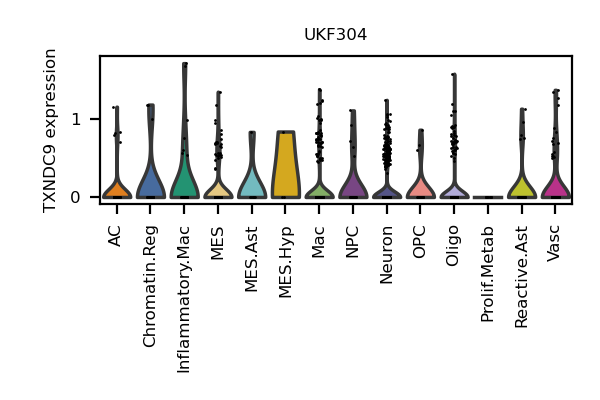 UKF304
TXNDC9 expression
1
0
AC
Chromatin.Reg
Inflammatory.Mac
MES
MES.Ast
MES.Hyp
Mac
NPC
Neuron
OPC
Oligo
Prolif.Metab
Reactive.Ast
Vasc